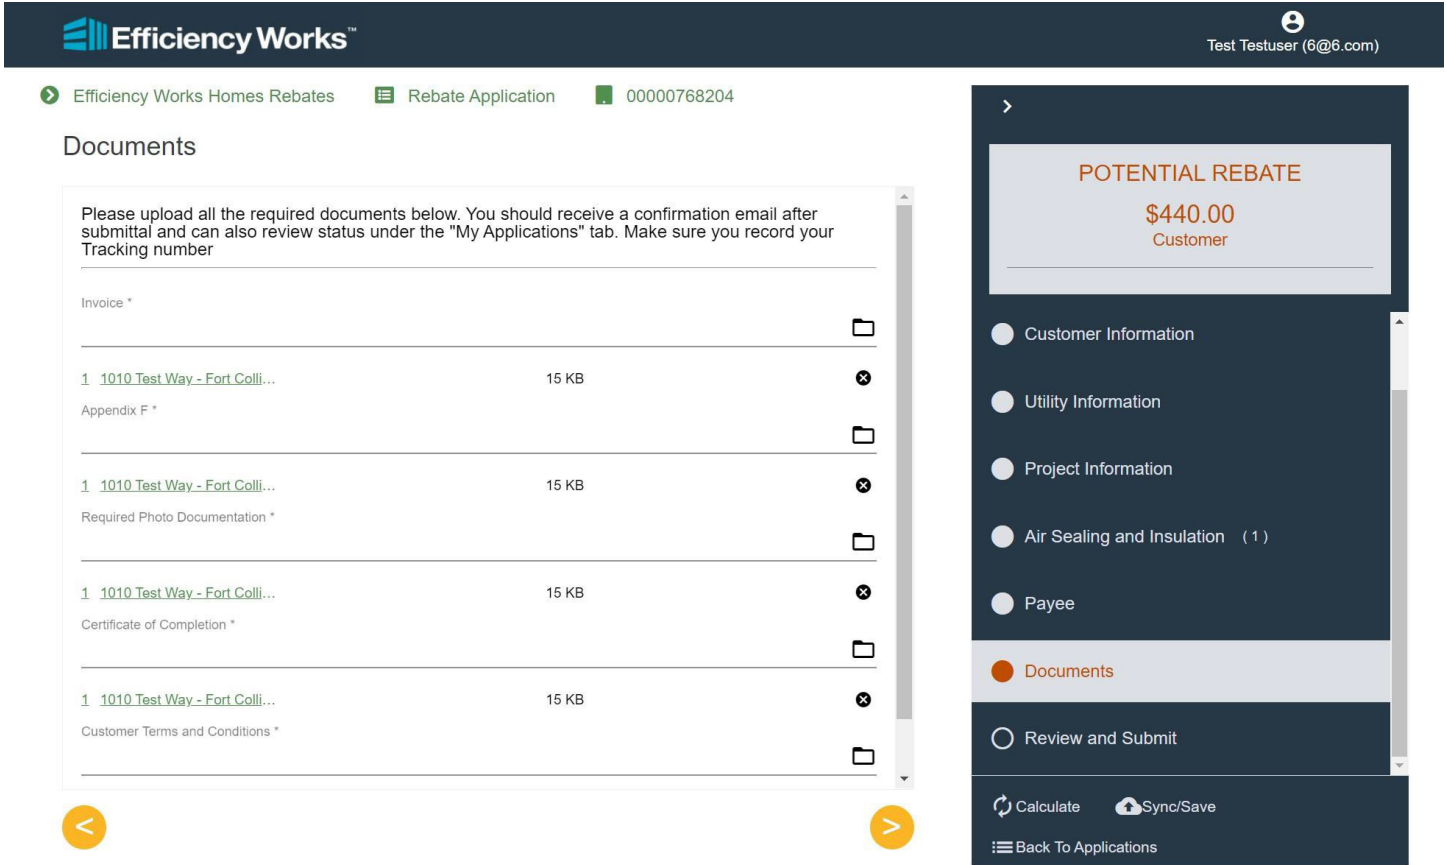 Efficiency Works™
Test Testuser (6@6.com)
Efficiency Works Homes Rebates
Rebate Application
00000768204
Documents
Please upload all the required documents below. You should receive a confirmation email after
submittal and can also review status under the "My Applications" tab. Make sure you record your
Tracking number
Invoice *
1 1010 Test Way - Fort Colli... 15 KB
Appendix F *
1 1010 Test Way - Fort Colli... 15 KB
Required Photo Documentation *
1 1010 Test Way - Fort Colli... 15 KB
Certificate of Completion *
1 1010 Test Way - Fort Colli... 15 KB
Customer Terms and Conditions *
POTENTIAL REBATE
$440.00
Customer
Customer Information
Utility Information
Project Information
Air Sealing and Insulation (1)
Payee
Documents
Review and Submit
Calculate
Sync/Save
Back To Applications